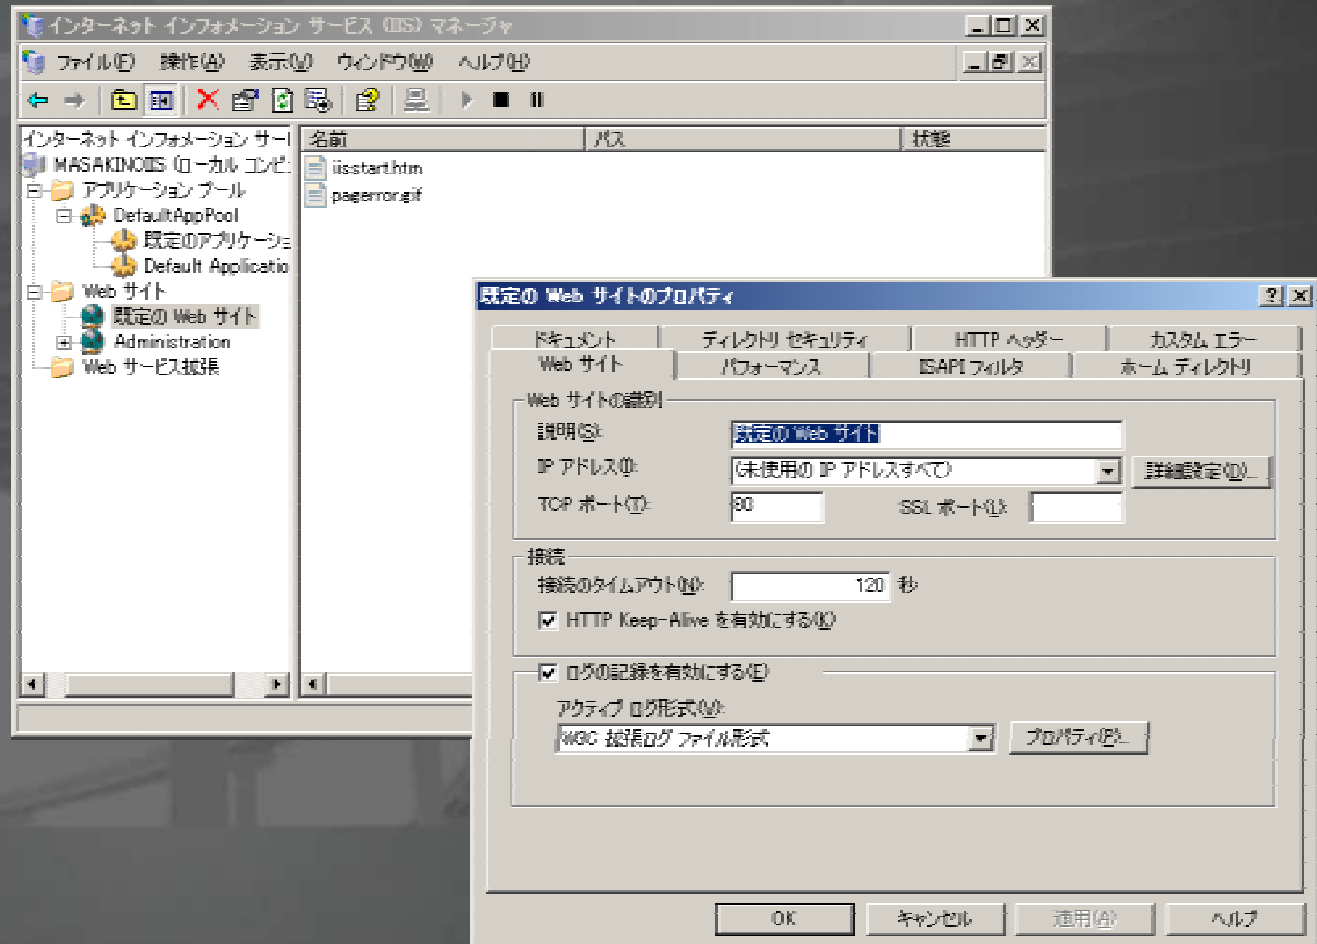 インターネット インフォメーション サービス (IIS) マネージャ
ファイル(F) 操作(A) 表示(V) ウィンドウ(W) ヘルプ(H)
インターネット インフォメーション サー
MASAKINOIIS (ローカル コンピ
アプリケーション プール
DefaultAppPool
既定のアプリケーショ
Default Applicatio
Web サイト
既定の Web サイト
Administration
Web サービス拡張
名前 パス 状態
iisstart.htm
pagerror.gif
既定の Web サイトのプロパティ
ドキュメント ディレクトリ セキュリティ HTTP ヘッダー カスタム エラー
Web サイト パフォーマンス ISAPI フィルタ ホーム ディレクトリ
Web サイトの識別
説明(S): 既定の Web サイト
IP アドレス(I): (未使用の IP アドレスすべて) 詳細設定(D)...
TCP ポート(T): 80 SSL ポート(L):
接続
接続のタイムアウト(N): 120 秒
HTTP Keep-Alive を有効にする(K)
ログの記録を有効にする(E)
アクティブ ログ形式(V):
W3C 拡張ログ ファイル形式 プロパティ(P)...
OK キャンセル 適用(A) ヘルプ